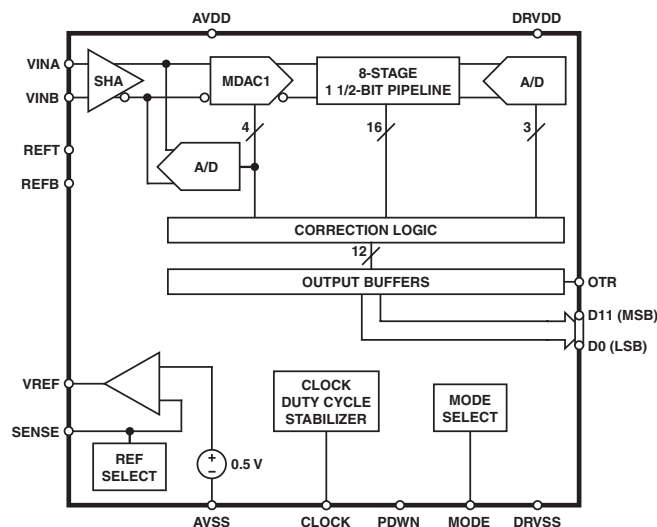 AVDD
DRVDD
VINA
SHA
MDAC1
8-STAGE
1 1/2-BIT PIPELINE
A/D
VINB
4
16
3
REFT
A/D
REFB
CORRECTION LOGIC
12
OUTPUT BUFFERS
OTR
D11 (MSB)
D0 (LSB)
VREF
CLOCK
DUTY CYCLE
STABILIZER
MODE
SELECT
SENSE
REF
SELECT
+
–
0.5 V
AVSS
CLOCK
PDWN
MODE
DRVSS